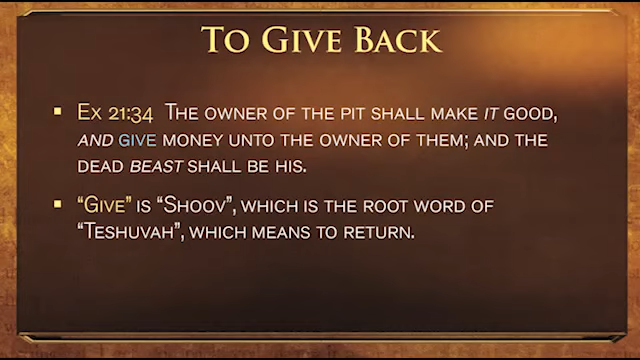 To Give Back
▪ Ex 21:34 The owner of the pit shall make it good,
and give money unto the owner of them; and the
dead beast shall be his.
▪ “Give” is “Shoov”, which is the root word of
“Teshuvah”, which means to return.